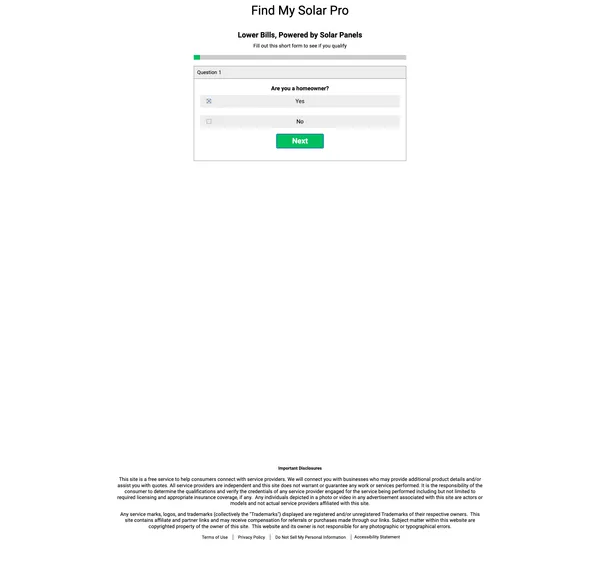 Find My Solar Pro
Lower Bills, Powered by Solar Panels
Fill out this short form to see if you qualify
Question 1
Are you a homeowner?
Yes
No
Next
Important Disclosures
This site is a free service to help consumers connect with service providers. We will connect you with businesses who may provide additional product details and/or
assist you with quotes. All service providers are independent and this site does not warrant or guarantee any work or services performed. It is the responsibility of the
consumer to determine the qualifications and verify the credentials of any service provider engaged for the service being performed including but not limited to
required licensing and appropriate insurance coverage, if any. Any individuals depicted in a photo or video in any advertisement associated with this site are actors or
models and not actual service providers affiliated with this site.
Any service marks, logos, and trademarks (collectively the "Trademarks") displayed are registered and/or unregistered Trademarks of their respective owners. This
site contains affiliate and partner links and may receive compensation for referrals or purchases made through our links. Subject matter within this website are
copyrighted property of the owner of this site. This website and its owner is not responsible for any photographic or typographical errors.
Terms of Use | Privacy Policy | Do Not Sell My Personal Information | Accessibility Statement